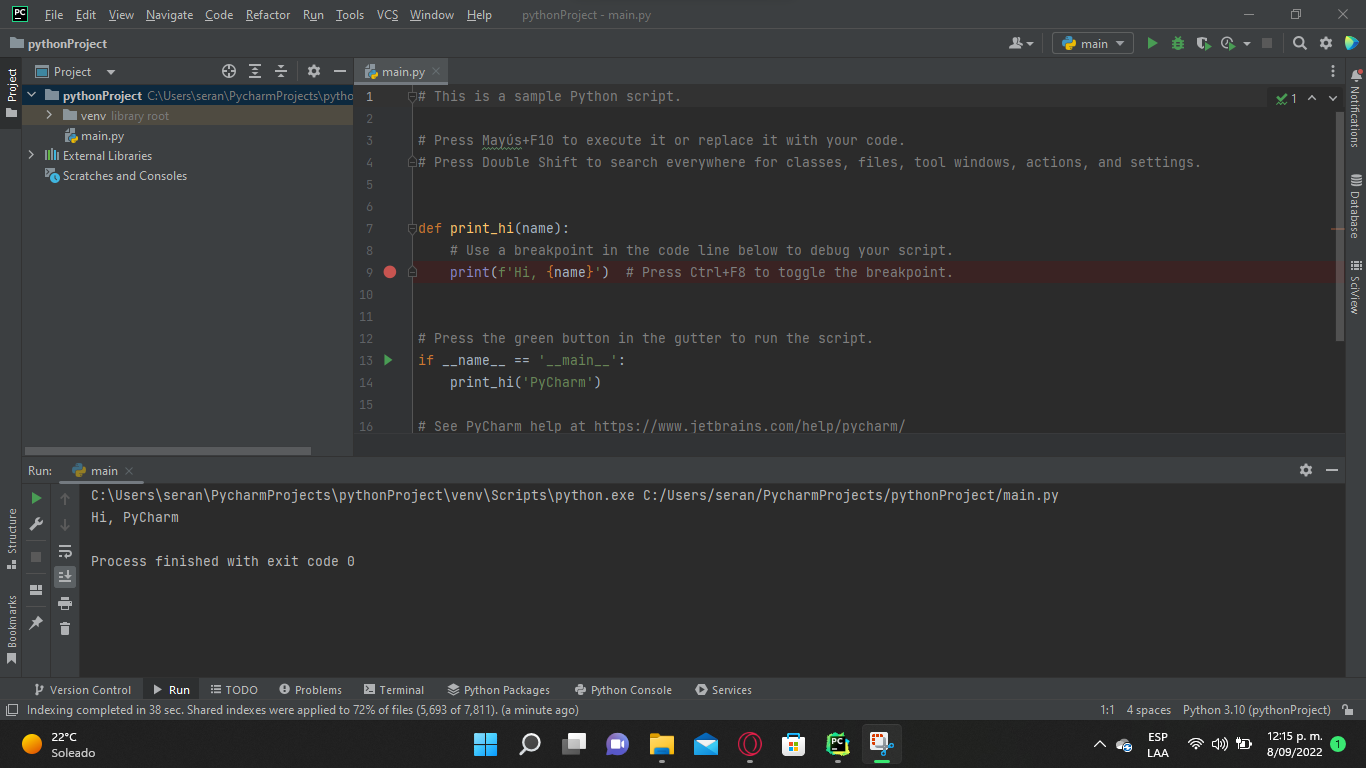 PC File Edit View Navigate Code Refactor Run Tools VCS Window Help pythonProject - main.py
pythonProject
main
Project
Project
main.py
pythonProject C:\Users\seran\PycharmProjects\pytho
venv library root
main.py
External Libraries
Scratches and Consoles
1 # This is a sample Python script.
2
3 # Press Mayús+F10 to execute it or replace it with your code.
4 # Press Double Shift to search everywhere for classes, files, tool windows, actions, and settings.
5
6
7 def print_hi(name):
8     # Use a breakpoint in the code line below to debug your script.
9     print(f'Hi, {name}')  # Press Ctrl+F8 to toggle the breakpoint.
10
11
12 # Press the green button in the gutter to run the script.
13 if __name__ == '__main__':
14     print_hi('PyCharm')
15
16 # See PyCharm help at https://www.jetbrains.com/help/pycharm/
1
Notifications
Database
SciView
Run: main
C:\Users\seran\PycharmProjects\pythonProject\venv\Scripts\python.exe C:/Users/seran/PycharmProjects/pythonProject/main.py
Hi, PyCharm
Process finished with exit code 0
Structure
Bookmarks
Version Control Run TODO Problems Terminal Python Packages Python Console Services
Indexing completed in 38 sec. Shared indexes were applied to 72% of files (5,693 of 7,811). (a minute ago) 1:1 4 spaces Python 3.10 (pythonProject)
22°C
Soleado
PC
ESP
LAA
12:15 p. m.
8/09/2022
1